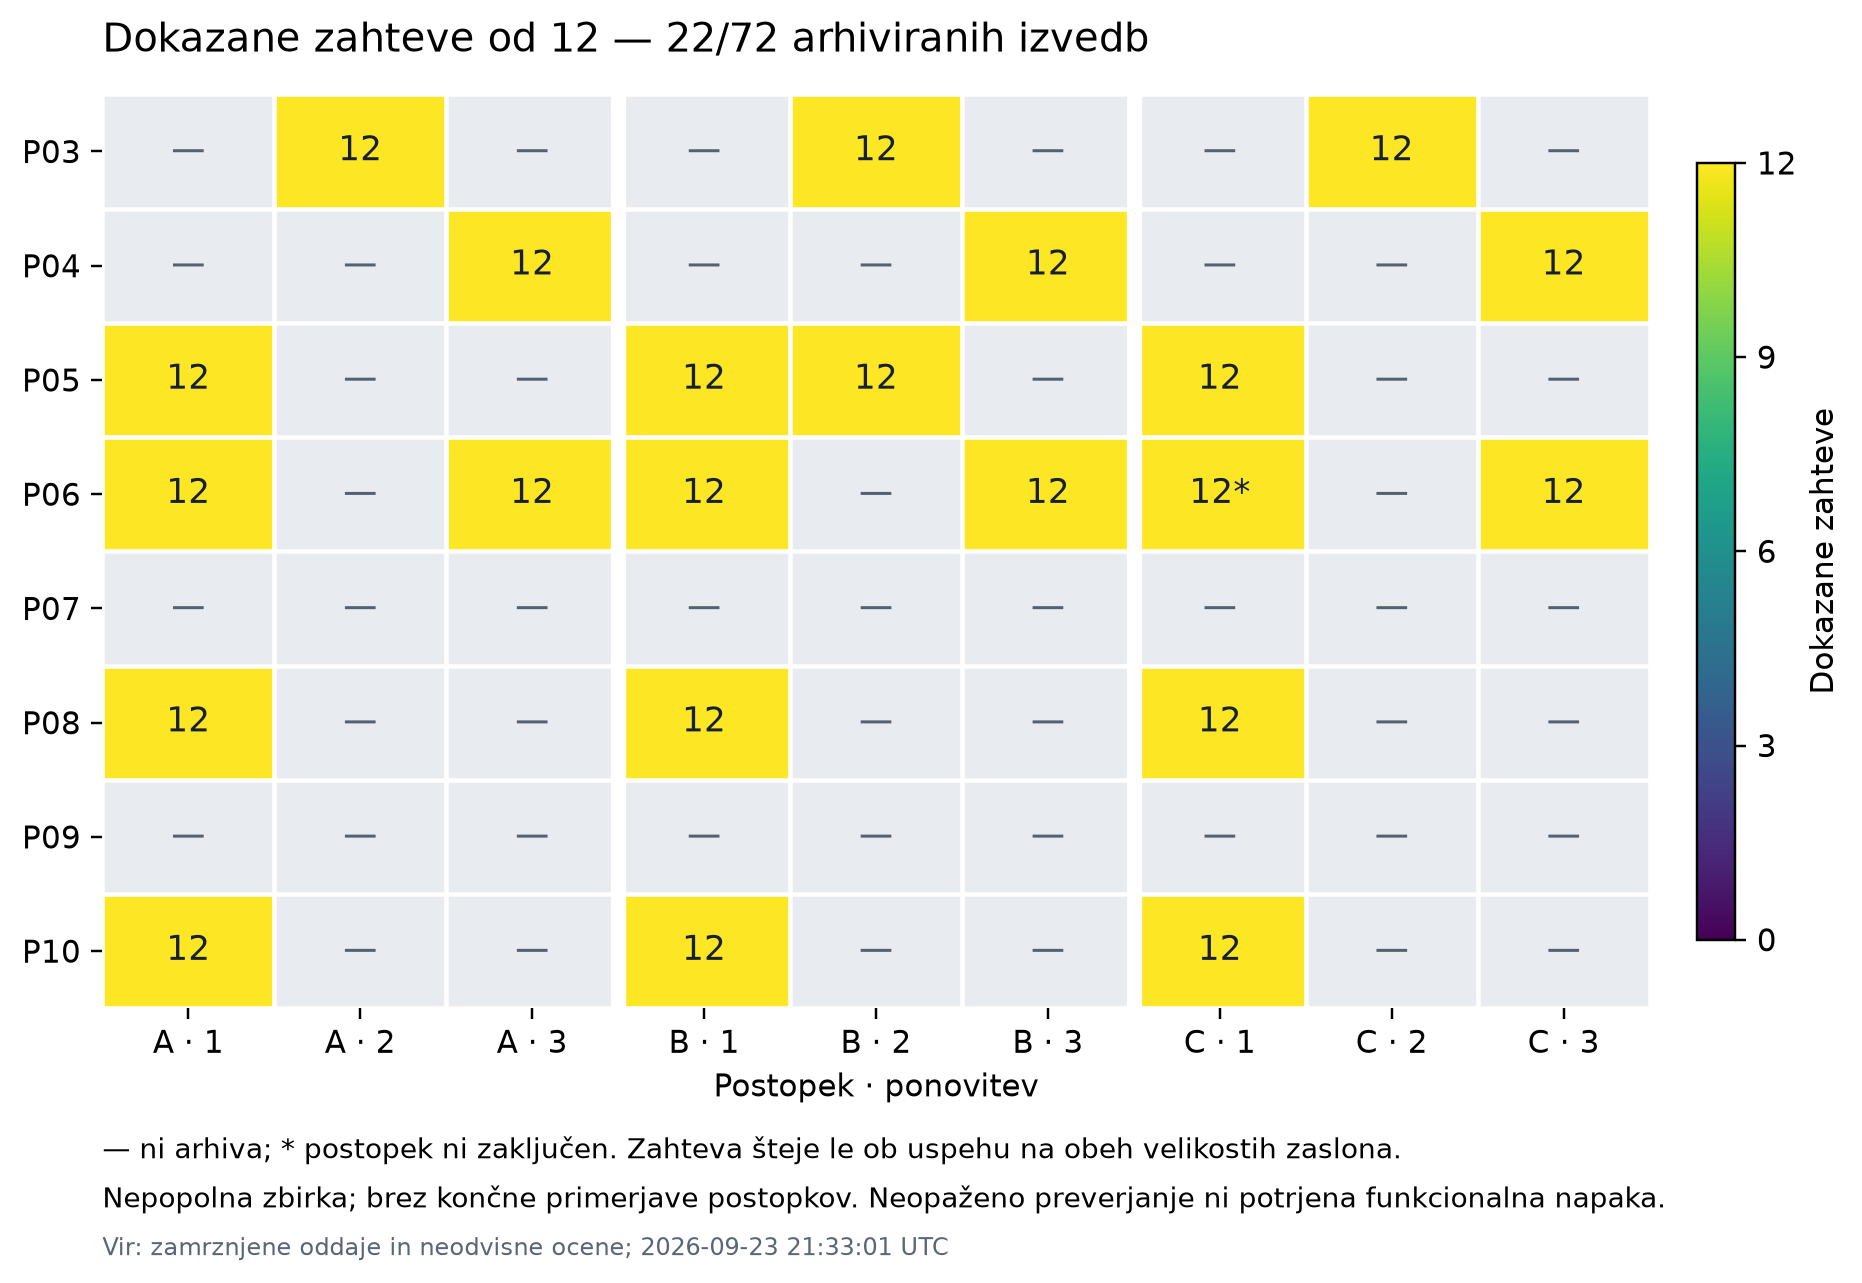 Dokazane zahteve od 12 — 22/72 arhiviranih izvedb
P03 — 12 — — 12 — — 12 —
P04 — — 12 — — 12 — — 12
P05 12 — — 12 12 — 12 — —
P06 12 — 12 12 — 12 12* — 12
P07 — — — — — — — — —
P08 12 — — 12 — — 12 — —
P09 — — — — — — — — —
P10 12 — — 12 — — 12 — —
A · 1 A · 2 A · 3 B · 1 B · 2 B · 3 C · 1 C · 2 C · 3
Postopek · ponovitev
12
9
6
3
0
Dokazane zahteve
— ni arhiva; * postopek ni zaključen. Zahteva šteje le ob uspehu na obeh velikostih zaslona.
Nepopolna zbirka; brez končne primerjave postopkov. Neopaženo preverjanje ni potrjena funkcionalna napaka.
Vir: zamrznjene oddaje in neodvisne ocene; 2026-09-23 21:33:01 UTC